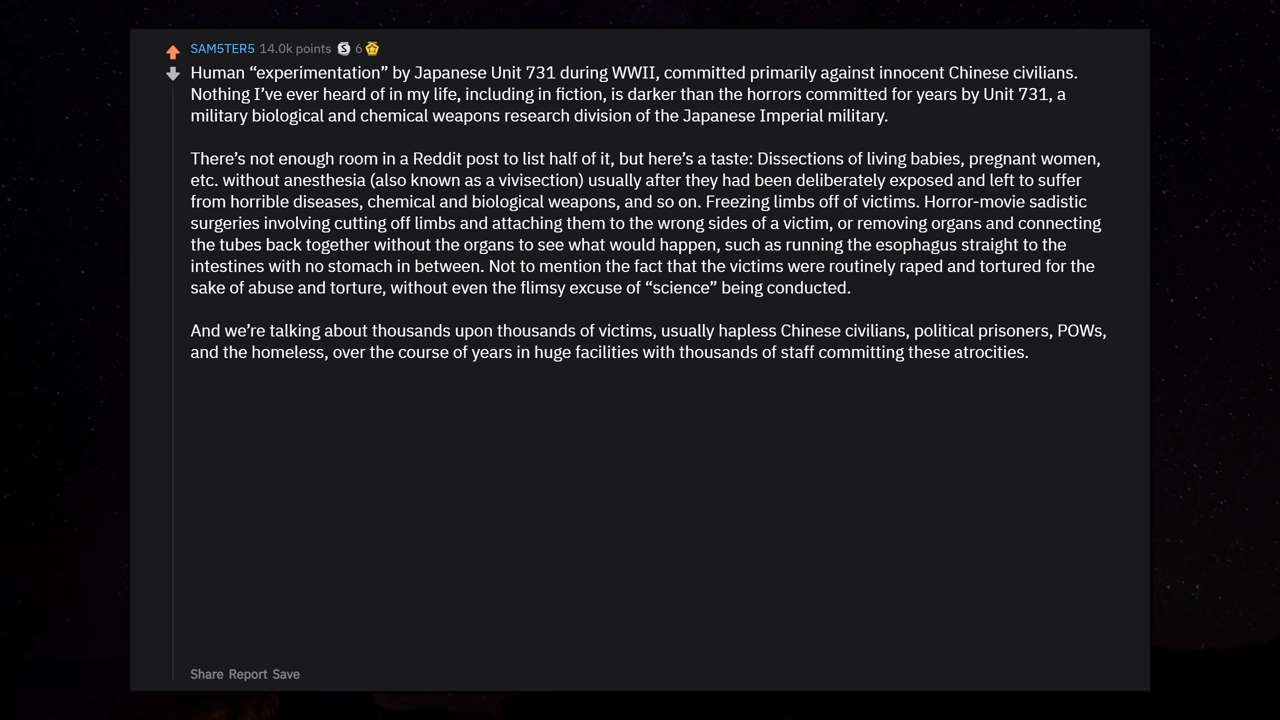 SAM5TER5 14.0k points S 6
Human “experimentation” by Japanese Unit 731 during WWII, committed primarily against innocent Chinese civilians.
Nothing I’ve ever heard of in my life, including in fiction, is darker than the horrors committed for years by Unit 731, a
military biological and chemical weapons research division of the Japanese Imperial military.
There’s not enough room in a Reddit post to list half of it, but here’s a taste: Dissections of living babies, pregnant women,
etc. without anesthesia (also known as a vivisection) usually after they had been deliberately exposed and left to suffer
from horrible diseases, chemical and biological weapons, and so on. Freezing limbs off of victims. Horror-movie sadistic
surgeries involving cutting off limbs and attaching them to the wrong sides of a victim, or removing organs and connecting
the tubes back together without the organs to see what would happen, such as running the esophagus straight to the
intestines with no stomach in between. Not to mention the fact that the victims were routinely raped and tortured for the
sake of abuse and torture, without even the flimsy excuse of “science” being conducted.
And we’re talking about thousands upon thousands of victims, usually hapless Chinese civilians, political prisoners, POWs,
and the homeless, over the course of years in huge facilities with thousands of staff committing these atrocities.
Share Report Save